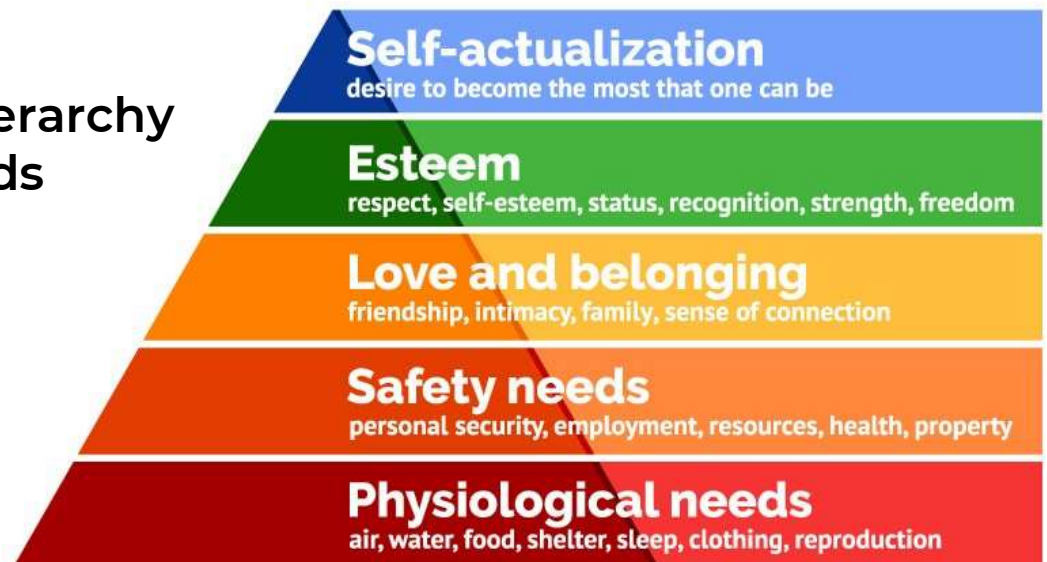 erarchy
ds
Self-actualization
desire to become the most that one can be
Esteem
respect, self-esteem, status, recognition, strength, freedom
Love and belonging
friendship, intimacy, family, sense of connection
Safety needs
personal security, employment, resources, health, property
Physiological needs
air, water, food, shelter, sleep, clothing, reproduction